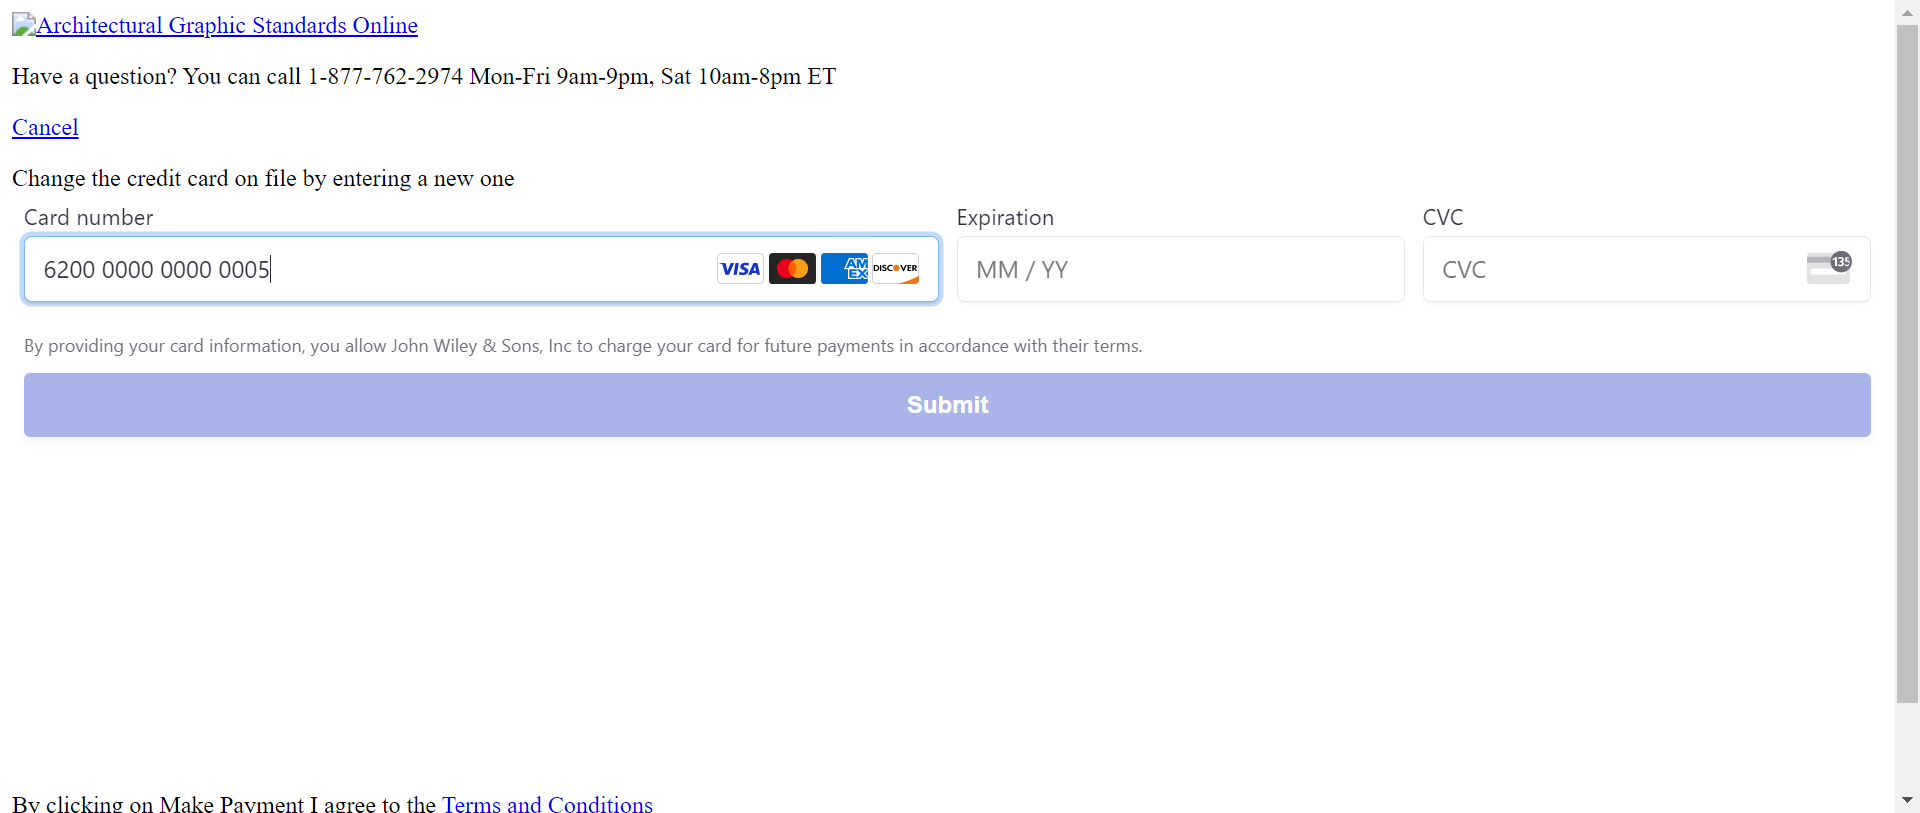 Architectural Graphic Standards Online
Have a question? You can call 1-877-762-2974 Mon-Fri 9am-9pm, Sat 10am-8pm ET
Cancel
Change the credit card on file by entering a new one
Card number
Expiration
CVC
6200 0000 0000 0005
VISA
AM EX
DISCOVER
MM / YY
CVC
135
By providing your card information, you allow John Wiley & Sons, Inc to charge your card for future payments in accordance with their terms.
Submit
By clicking on Make Payment I agree to the Terms and Conditions